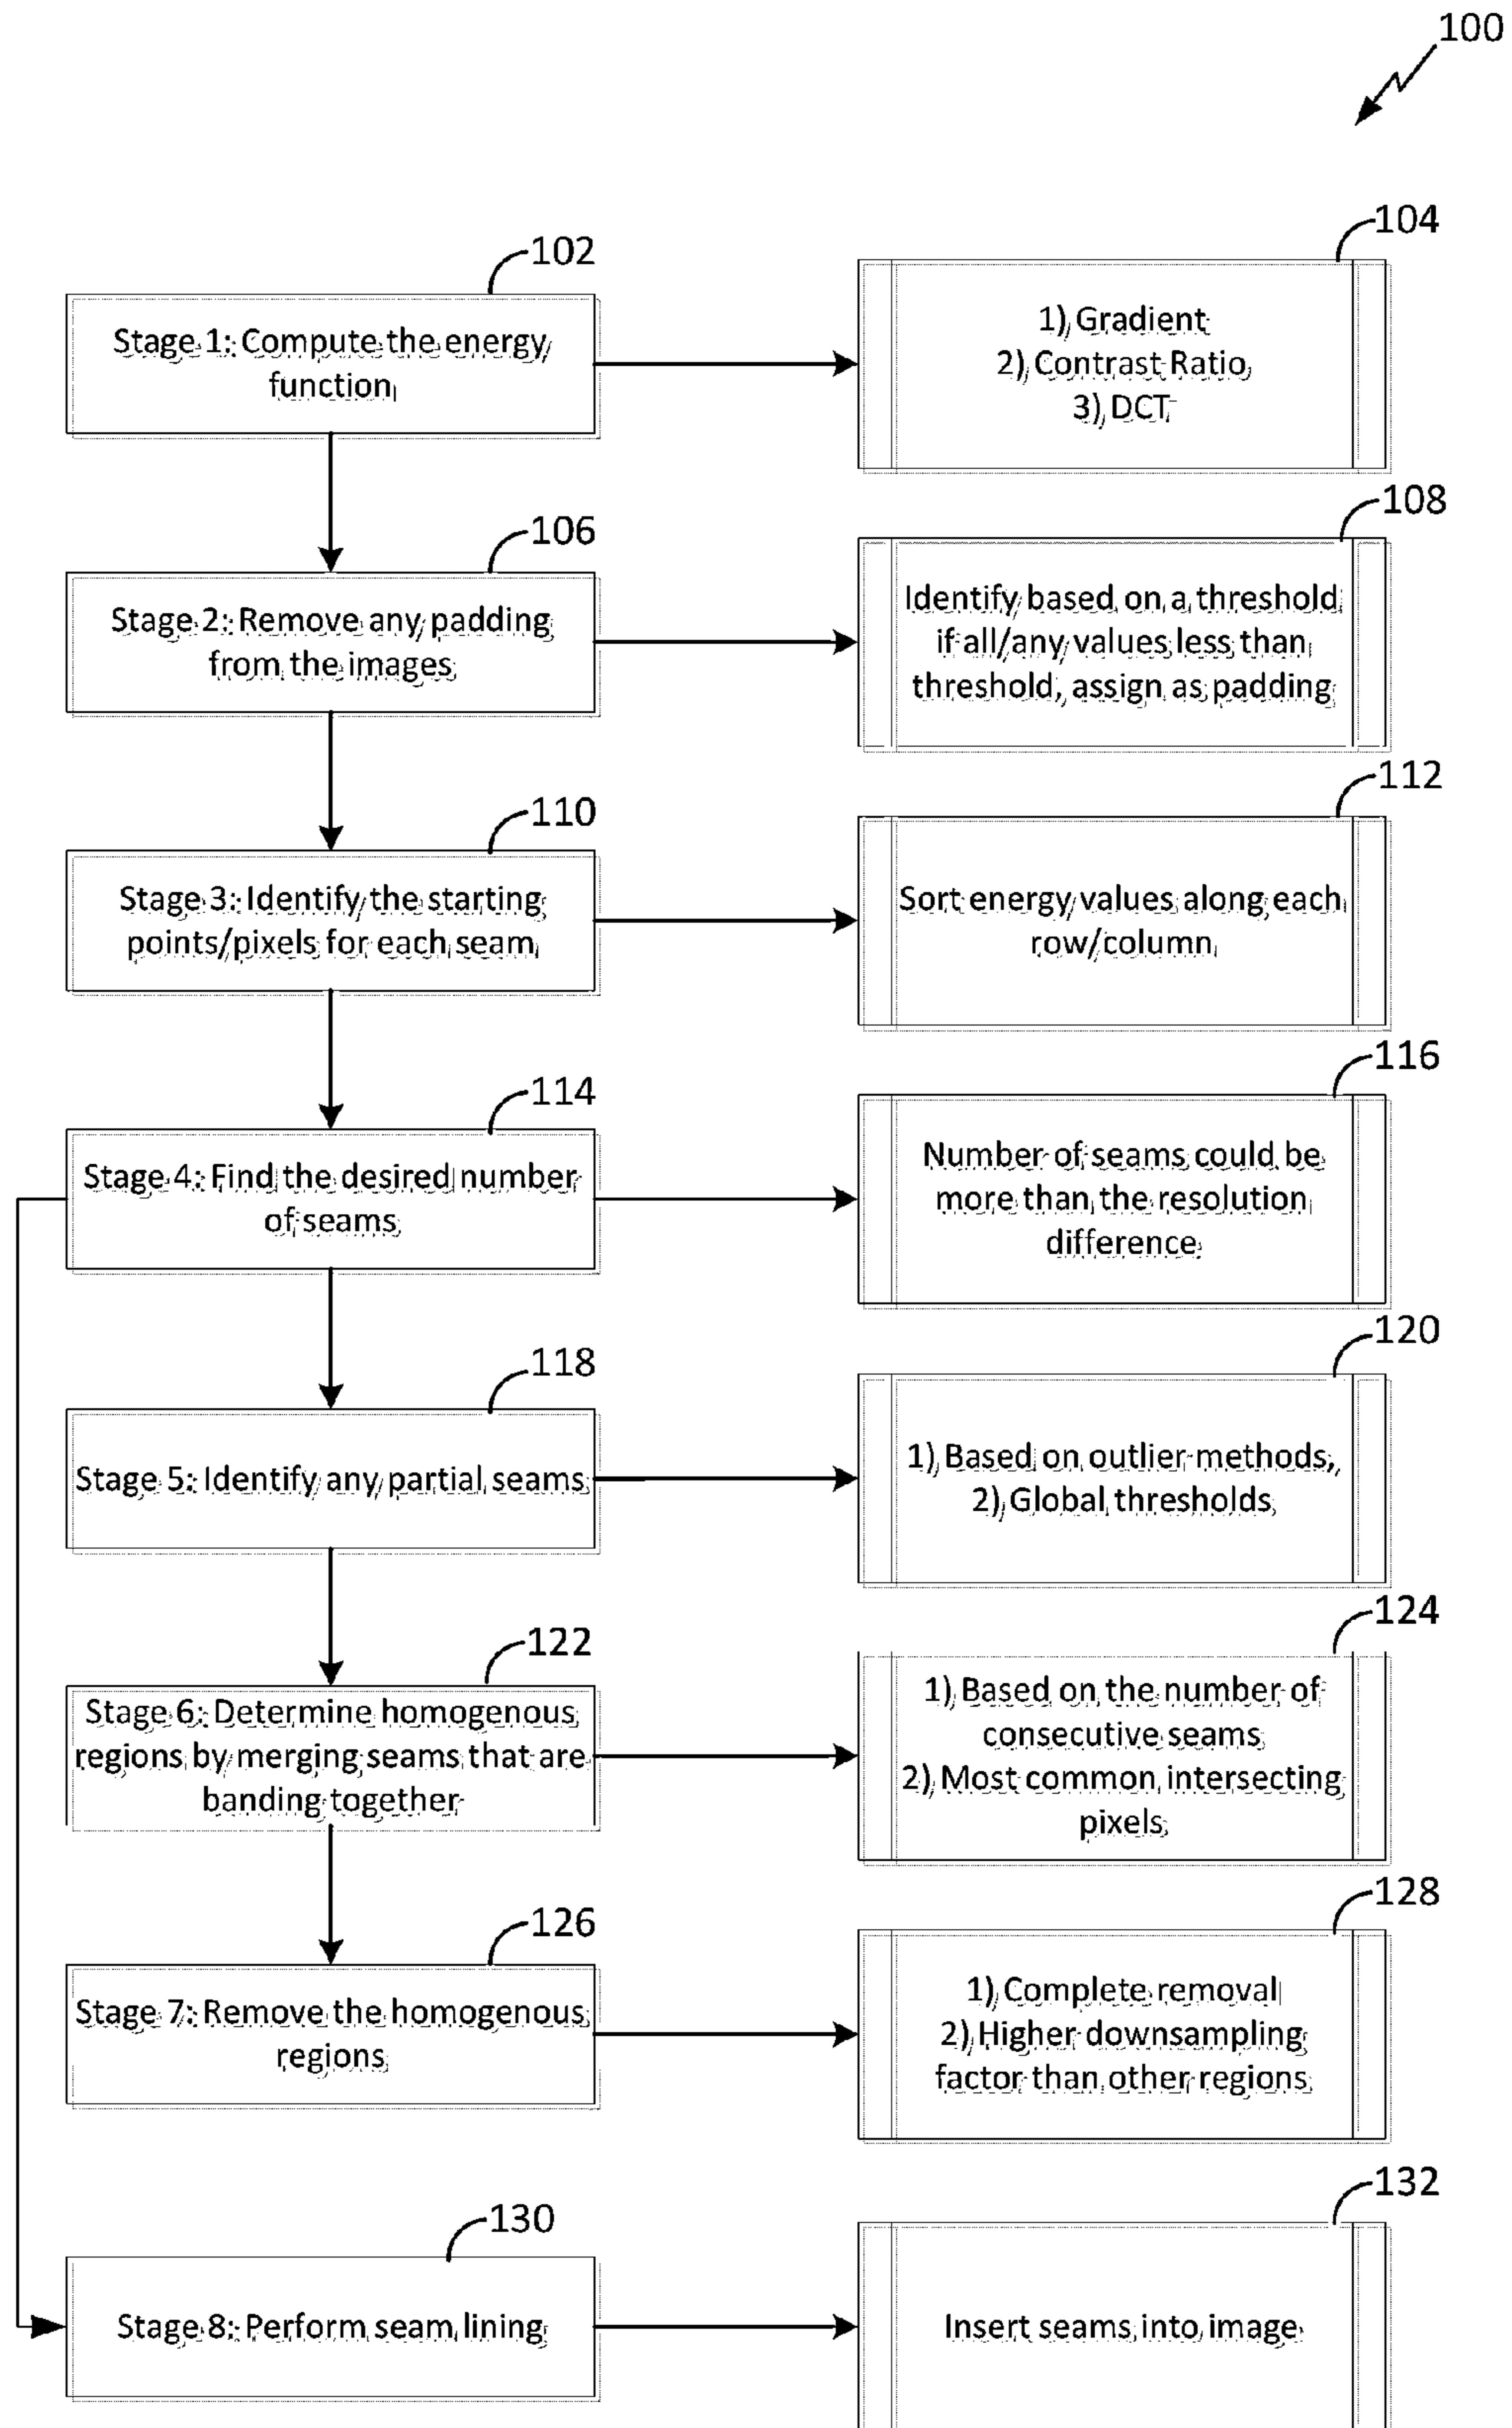 100
102
Stage 1: Compute the energy
function
104
1) Gradient
2) Contrast Ratio
3) DCT
106
Stage 2: Remove any padding
from the images
108
Identify based on a threshold
if all/any values less than
threshold, assign as padding
110
Stage 3: Identify the starting
points/pixels for each seam
112
Sort energy values along each
row/column
114
Stage 4: Find the desired number
of seams
116
Number of seams could be
more than the resolution
difference
118
Stage 5: Identify any partial seams
120
1) Based on outlier methods,
2) Global thresholds
122
Stage 6: Determine homogenous
regions by merging seams that are
banding together
124
1) Based on the number of
consecutive seams
2) Most common intersecting
pixels
126
Stage 7: Remove the homogenous
regions
128
1) Complete removal
2) Higher downsampling
factor than other regions
130
Stage 8: Perform seam lining
132
Insert seams into image